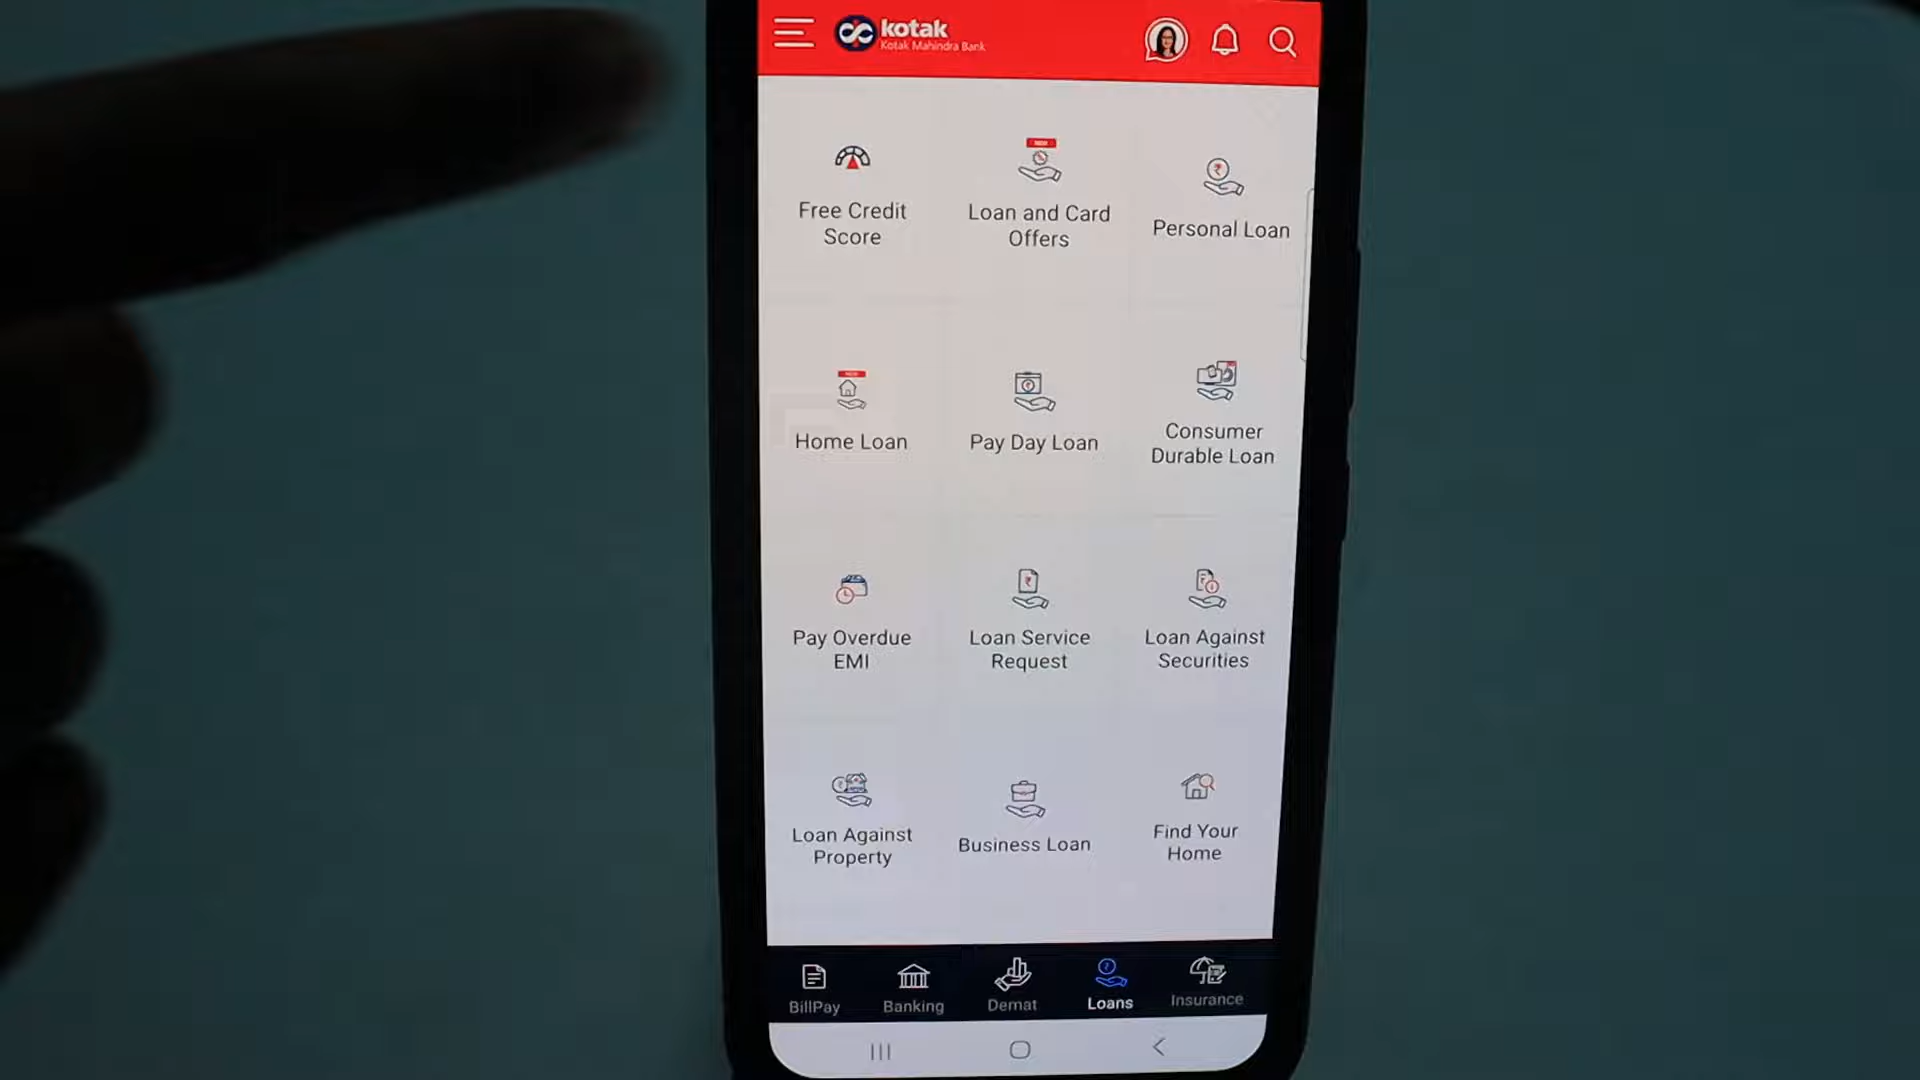 kotak
Kotak Mahindra Bank
Free Credit
Score
NEW
Loan and Card
Offers
Personal Loan
NEW
Home Loan
Pay Day Loan
Consumer
Durable Loan
Pay Overdue
EMI
Loan Service
Request
Loan Against
Securities
Loan Against
Property
Business Loan
Find Your
Home
BillPay
Banking
Demat
Loans
Insurance